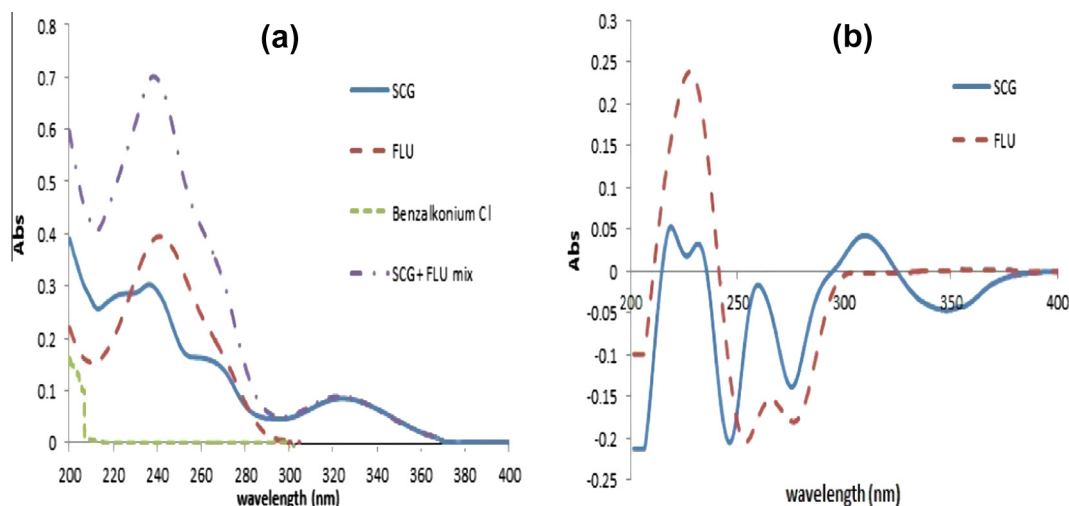 (a)
0.8
0.7
0.6
0.5
0.4
0.3
0.2
0.1
0
Abs
SCG
FLU
Benzalkonium Cl
SCG+ FLU mix
200 220 240 260 280 300 320 340 360 380 400
wavelength (nm)
(b)
0.3
0.25
0.2
0.15
0.1
0.05
0
-0.05
-0.1
-0.15
-0.2
-0.25
Abs
SCG
FLU
200 250 300 350 400
wavelength (nm)